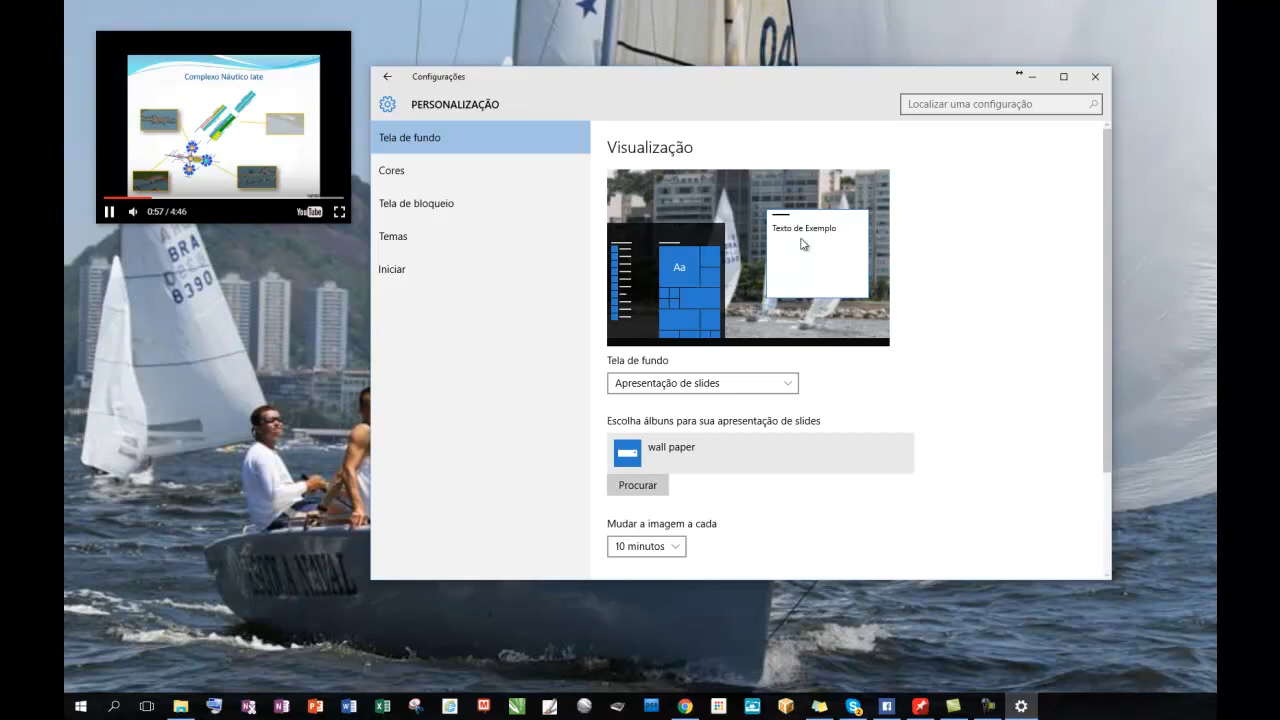 Complexo Náutico Iate
0:57 / 4:46
YouTube
Configurações
PERSONALIZAÇÃO
Localizar uma configuração
Tela de fundo
Cores
Tela de bloqueio
Temas
Iniciar
Visualização
Texto de Exemplo
Aa
Tela de fundo
Apresentação de slides
Escolha álbuns para sua apresentação de slides
wall paper
Procurar
Mudar a imagem a cada
10 minutos
BRA
8390
ESCOLA NAVAL